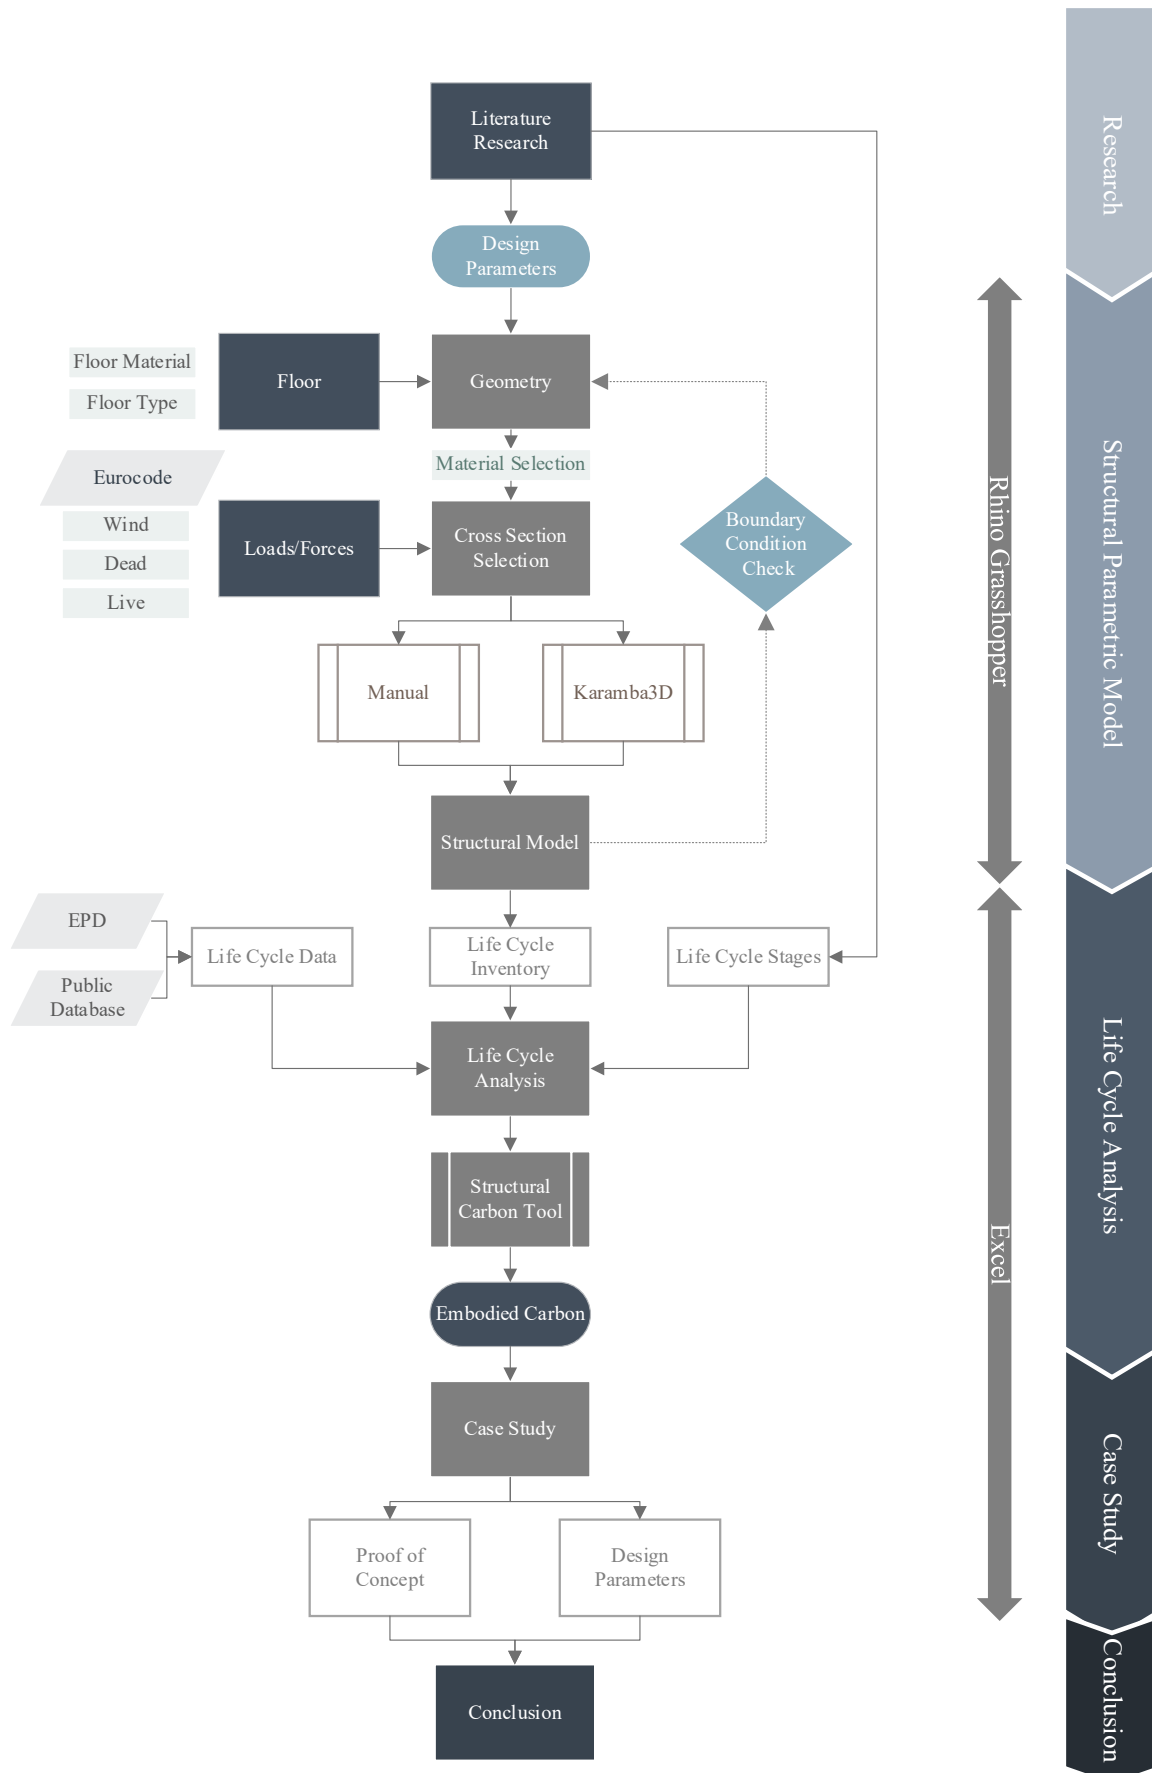 Literature
Research
Design
Parameters
Floor Material
Floor Type
Floor
Geometry
Material Selection
Eurocode
Wind
Dead
Live
Loads/Forces
Cross Section
Selection
Boundary
Condition
Check
Manual
Karamba3D
Structural Model
EPD
Public
Database
Life Cycle Data
Life Cycle
Inventory
Life Cycle Stages
Life Cycle
Analysis
Structural
Carbon Tool
Embodied Carbon
Case Study
Proof of
Concept
Design
Parameters
Conclusion
Rhino Grasshopper
Excel
Research
Structural Parametric Model
Life Cycle Analysis
Case Study
Conclusion